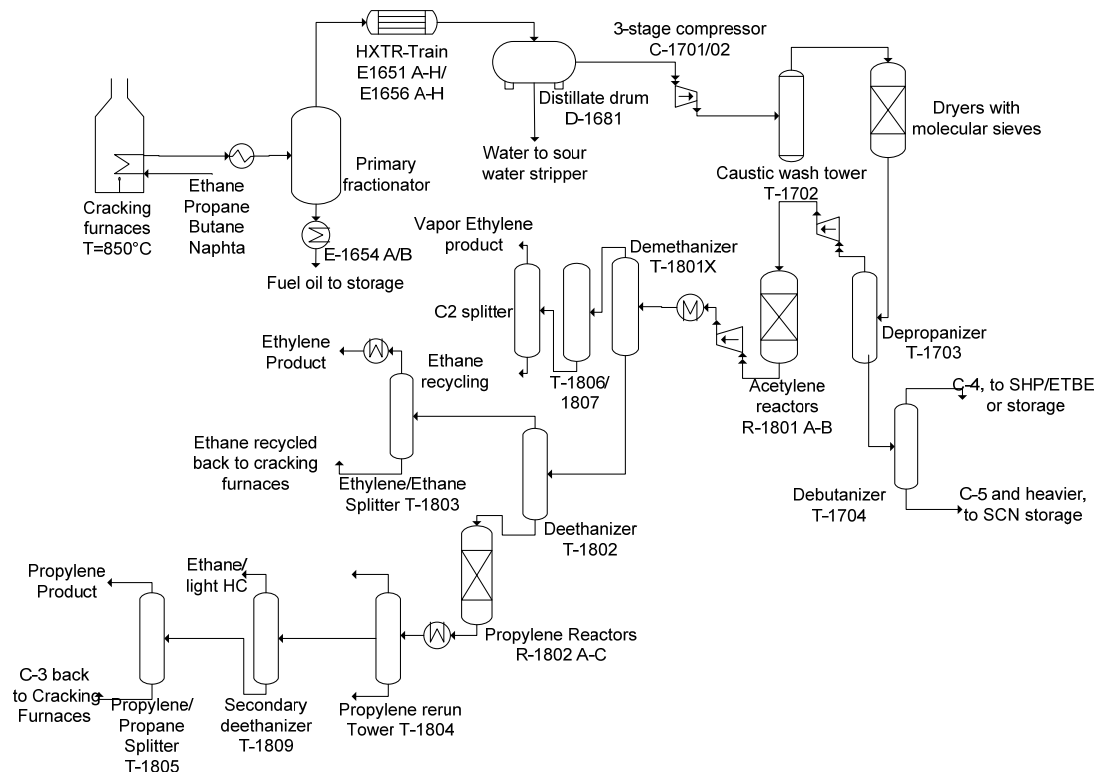 HXTR-Train
E1651 A-H/
E1656 A-H
3-stage compressor
C-1701/02
Distillate drum
D-1681
Water to sour
water stripper
Dryers with
molecular sieves
Caustic wash tower
T-1702
Primary
fractionator
Ethane
Propane
Butane
Naphta
Cracking
furnaces
T=850°C
E-1654 A/B
Fuel oil to storage
Vapor Ethylene
product
Demethanizer
T-1801X
C2 splitter
T-1806/
1807
Depropanizer
T-1703
Acetylene
reactors
R-1801 A-B
C-4, to SHP/ETBE
or storage
Debutanizer
T-1704
C-5 and heavier,
to SCN storage
Ethylene
Product
Ethane
recycling
Ethane recycled
back to cracking
furnaces
Ethylene/Ethane
Splitter T-1803
Deethanizer
T-1802
Propylene
Product
Ethane/
light HC
Propylene Reactors
R-1802 A-C
C-3 back
to Cracking
Furnaces
Propylene/
Propane
Splitter
T-1805
Secondary
deethanizer
T-1809
Propylene rerun
Tower T-1804